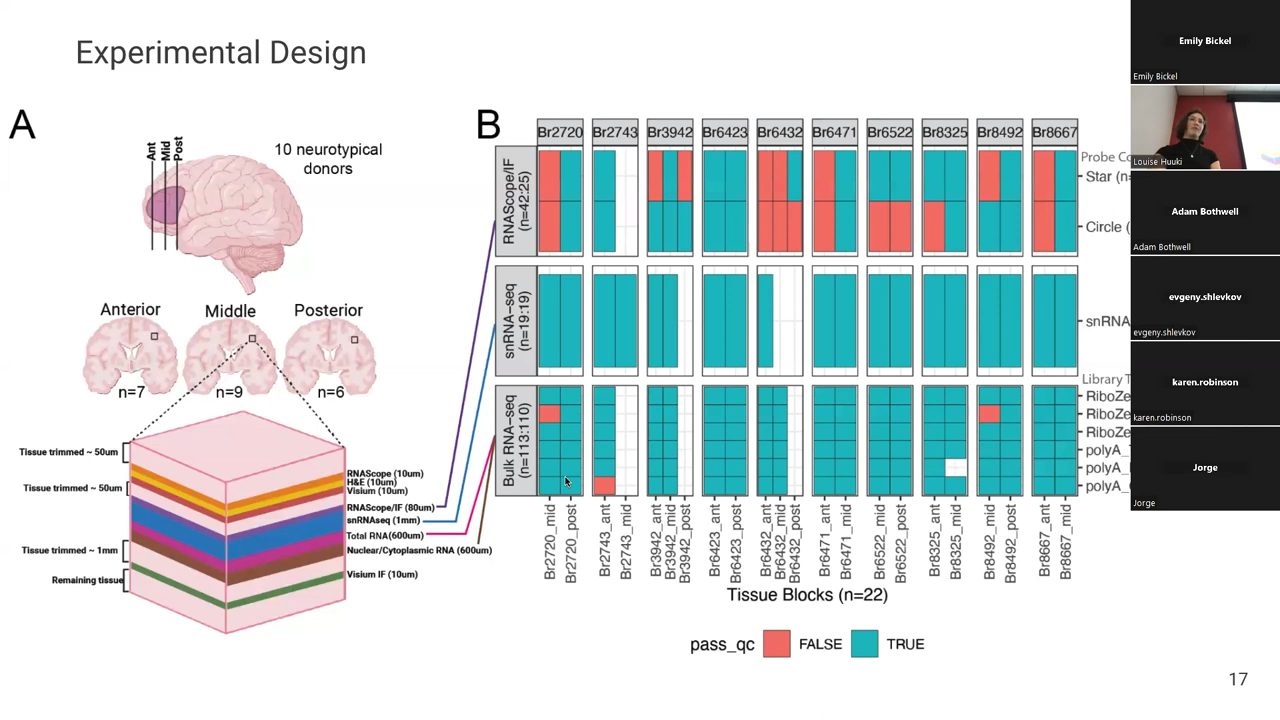 Experimental Design
A
Ant
Mid
Post
10 neurotypical
donors
Anterior
Middle
Posterior
n=7
n=9
n=6
Tissue trimmed ~ 50um
Tissue trimmed ~ 50um
Tissue trimmed ~ 1mm
Remaining tissue
RNAScope (10um)
H&E (10um)
Visium (10um)
RNAScope/IF (80um)
snRNAseq (1mm)
Total RNA(600um)
Nuclear/Cytoplasmic RNA (600um)
Visium IF (10um)
B
Br2720
Br2743
Br3942
Br6423
Br6432
Br6471
Br6522
Br8325
Br8492
Br8667
RNAScope/IF
(n=42:25)
snRNA-seq
(n=19:19)
Bulk RNA-seq
(n=113:110)
Probe Co
Star (n=
Circle (
snRNA
Library T
RiboZe
RiboZe
RiboZe
polyA_
polyA_
polyA_
Br2720_mid
Br2720_post
Br2743_ant
Br2743_mid
Br3942_ant
Br3942_mid
Br3942_post
Br6423_ant
Br6423_post
Br6432_ant
Br6432_mid
Br6432_post
Br6471_ant
Br6471_mid
Br6522_mid
Br6522_post
Br8325_ant
Br8325_mid
Br8492_mid
Br8492_post
Br8667_ant
Br8667_mid
Tissue Blocks (n=22)
pass_qc
FALSE
TRUE
17
Emily Bickel
Emily Bickel
Louise Huuki
Adam Bothwell
Adam Bothwell
evgeny.shlevkov
evgeny.shlevkov
karen.robinson
karen.robinson
Jorge
Jorge